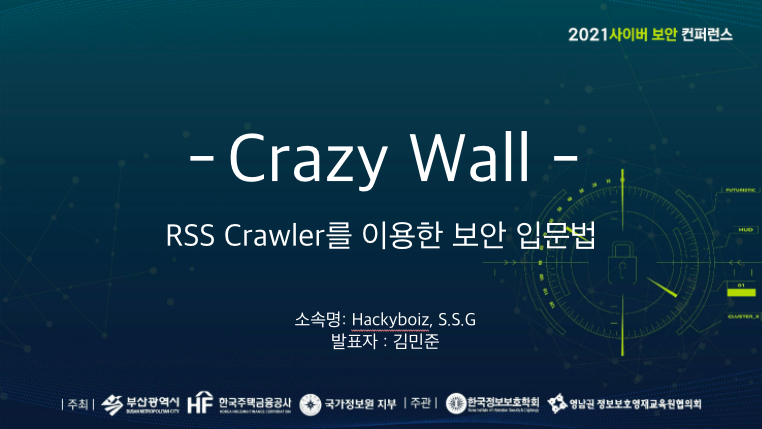 2021사이버 보안 컨퍼런스
- Crazy Wall -
RSS Crawler를 이용한 보안 입문법
FUTURISTIC
HUD
01
CLUSTER_X
소속명: Hackyboiz, S.S.G
발표자 : 김민준
| 주최 | 부산광역시 BUSAN METROPOLITAN CITY HF 한국주택금융공사 KOREA HOUSING FINANCE CORPORATION 국가정보원 지부 | 주관 | 한국정보보호학회 영남권 정보보호영재교육원협의회